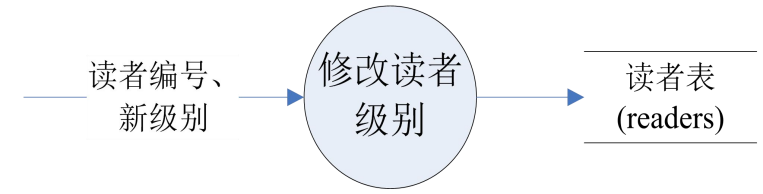 读者编号、
新级别
修改读者
级别
读者表
(readers)